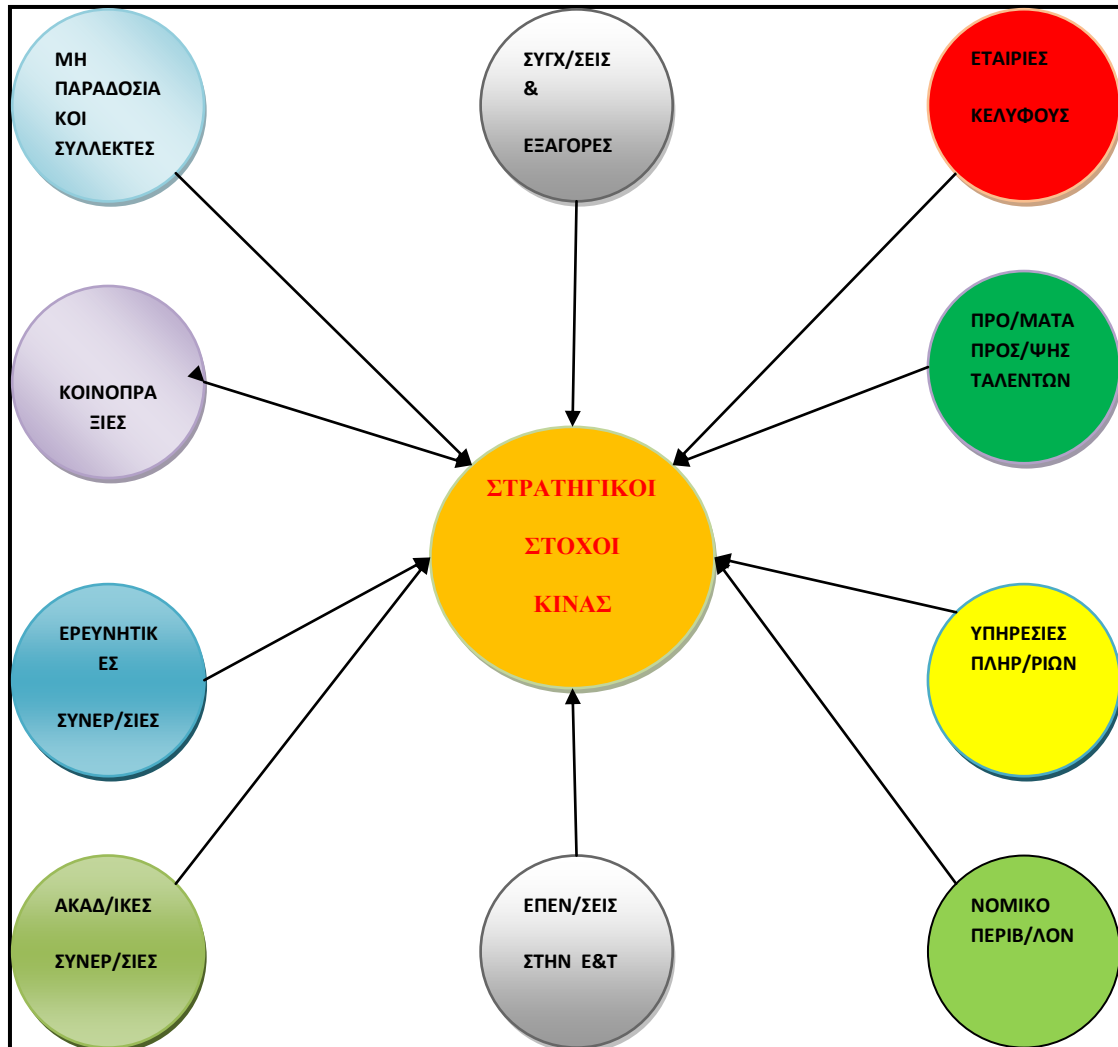 ΜΗ
ΠΑΡΑΔΟΣΙΑ
ΚΟΙ
ΣΥΛΛΕΚΤΕΣ
ΣΥΓΧ/ΣΕΙΣ
&
ΕΞΑΓΟΡΕΣ
ΕΤΑΙΡΙΕΣ
ΚΕΛΥΦΟΥΣ
ΚΟΙΝΟΠΡΑ
ΞΙΕΣ
ΠΡΟ/ΜΑΤΑ
ΠΡΟΣ/ΨΗΣ
ΤΑΛΕΝΤΩΝ
ΣΤΡΑΤΗΓΙΚΟΙ
ΣΤΟΧΟΙ
ΚΙΝΑΣ
ΕΡΕΥΝΗΤΙΚ
ΕΣ
ΣΥΝΕΡ/ΣΙΕΣ
ΥΠΗΡΕΣΙΕΣ
ΠΛΗΡ/ΡΙΩΝ
ΑΚΑΔ/ΙΚΕΣ
ΣΥΝΕΡ/ΣΙΕΣ
ΕΠΕΝ/ΣΕΙΣ
ΣΤΗΝ Ε&Τ
ΝΟΜΙΚΟ
ΠΕΡΙΒ/ΛΟΝ